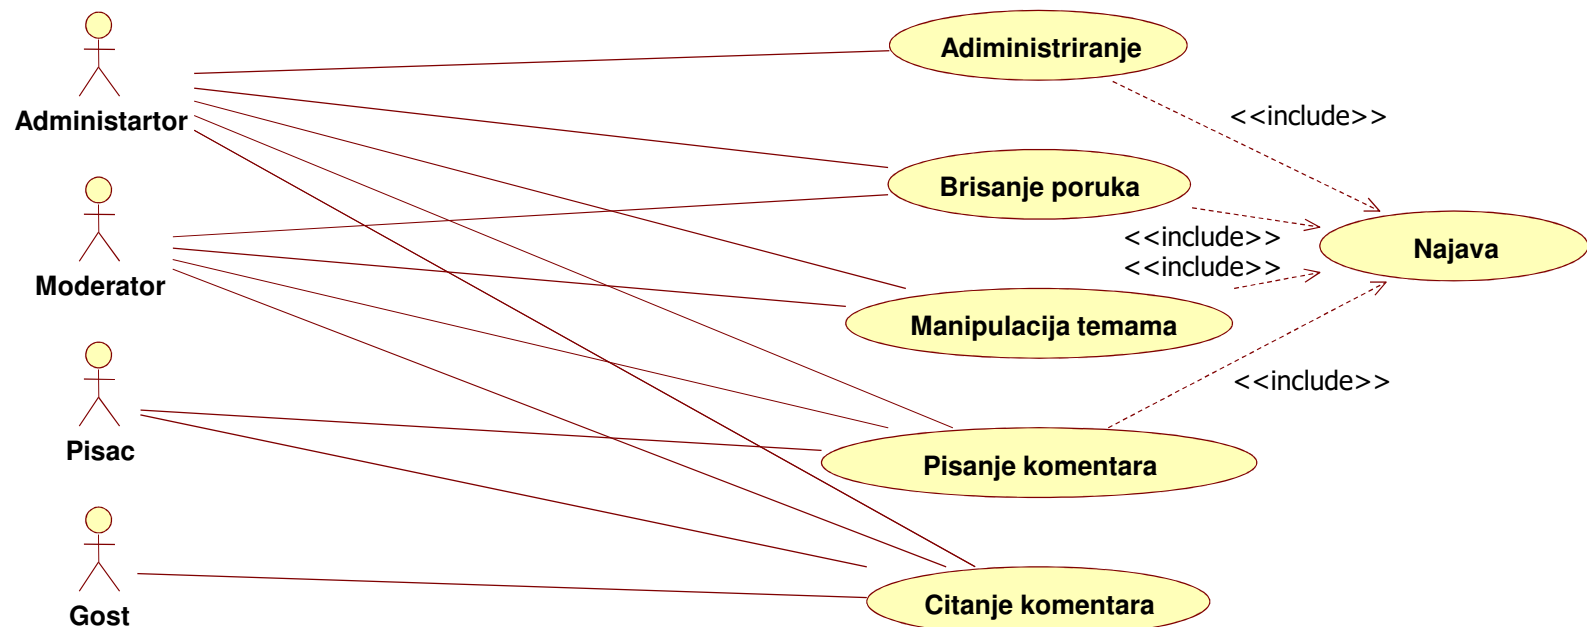 Adiministriranje
<<include>>
Administartor
Brisanje poruka
<<include>>
Najava
<<include>>
Moderator
Manipulacija temama
<<include>>
Pisac
Pisanje komentara
Citanje komentara
Gost